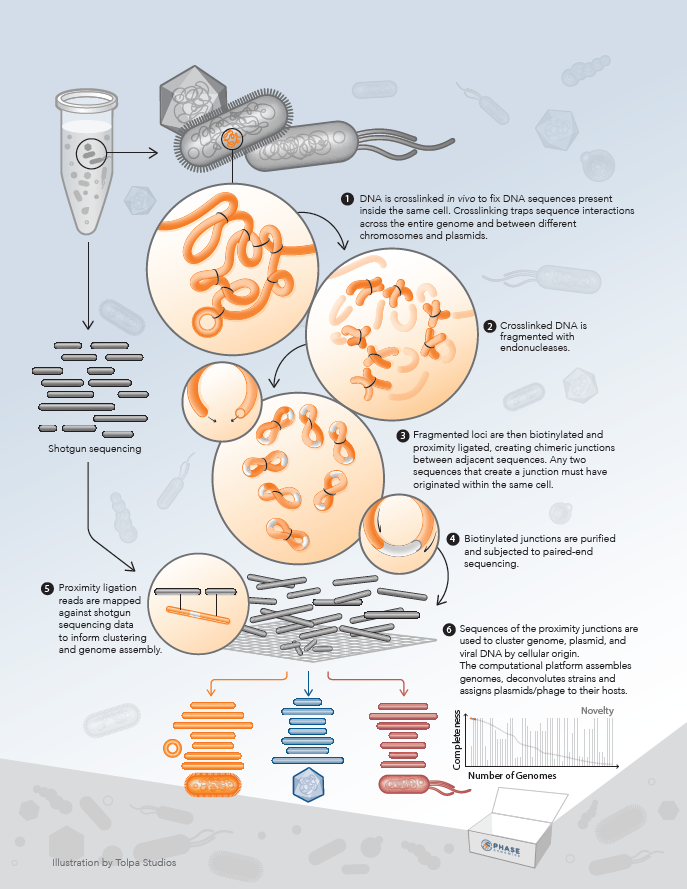 1 DNA is crosslinked in vivo to fix DNA sequences present
inside the same cell. Crosslinking traps sequence interactions
across the entire genome and between different
chromosomes and plasmids.
2 Crosslinked DNA is
fragmented with
endonucleases.
Shotgun sequencing
3 Fragmented loci are then biotinylated and
proximity ligated, creating chimeric junctions
between adjacent sequences. Any two
sequences that create a junction must have
originated within the same cell.
4 Biotinylated junctions are purified
and subjected to paired-end
sequencing.
5 Proximity ligation
reads are mapped
against shotgun
sequencing data
to inform clustering
and genome assembly.
6 Sequences of the proximity junctions are
used to cluster genome, plasmid, and
viral DNA by cellular origin.
The computational platform assembles
genomes, deconvolutes strains and
assigns plasmids/phage to their hosts.
Novelty
Completeness
Number of Genomes
PHASE
GENOMICS
Illustration by Tolpa Studios